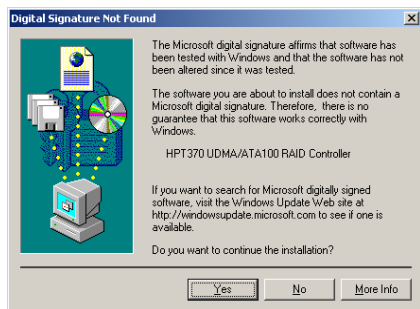 Digital Signature Not Found
The Microsoft digital signature affirms that software has
been tested with Windows and that the software has not
been altered since it was tested.
The software you are about to install does not contain a
Microsoft digital signature. Therefore, there is no
guarantee that this software works correctly with
Windows.
HPT370 UDMA/ATA100 RAID Controller
If you want to search for Microsoft digitally signed
software, visit the Windows Update Web site at
http://windowsupdate.microsoft.com to see if one is
available.
Do you want to continue the installation?
Yes
No
More Info